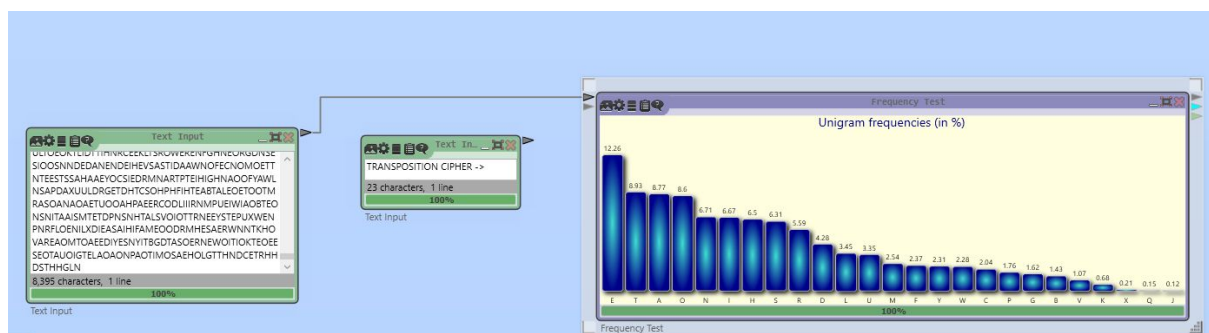 Text Input
ULTOEOKTLIDTTIHNRCEEKLTSROWERENFGHNEORGDNSE
SIOOSNNDEDANENDEIHEVSASTIDAAWNOFECNOMOETT
NTEESTSSAHAAEYOCSIEDRMNARTPTEIHIGHNAOOFYAWL
NSAPDAXUULDRGETDHTCSOHPHFIHTEABTALEOETOOTM
RASOANAOAETUOOAHPAEERCODLIIIRNMPUEIWIAOBTEO
NSNITAAISMTETDPNSNHTALSVOIOTTRNEEYSTEPUXWEN
PNRFLOENILXDIEASAIHIFAMEOODRMHESAERWNNTKHO
VAREAOMTOAEEDIYESNYITBGDTASOERNEWOITIOKTEOEE
SEOTAUOIGTELAOAONPAOTIMOSAEHOLGTTHNDCETRHH
DSTHHGLN
8,395 characters, 1 line
100%
Text Input
Text In...
TRANSPOSITION CIPHER ->
23 characters, 1 line
100%
Text Input
Frequency Test
Unigram frequencies (in %)
12.26 8.93 8.77 8.6 6.71 6.67 6.5 6.31 5.59 4.28 3.45 3.35 2.54 2.37 2.31 2.28 2.04 1.76 1.62 1.43 1.07 0.68 0.21 0.15 0.12
E T A O N I H S R D L U M F Y W C P G B V K X Q J
100%
Frequency Test